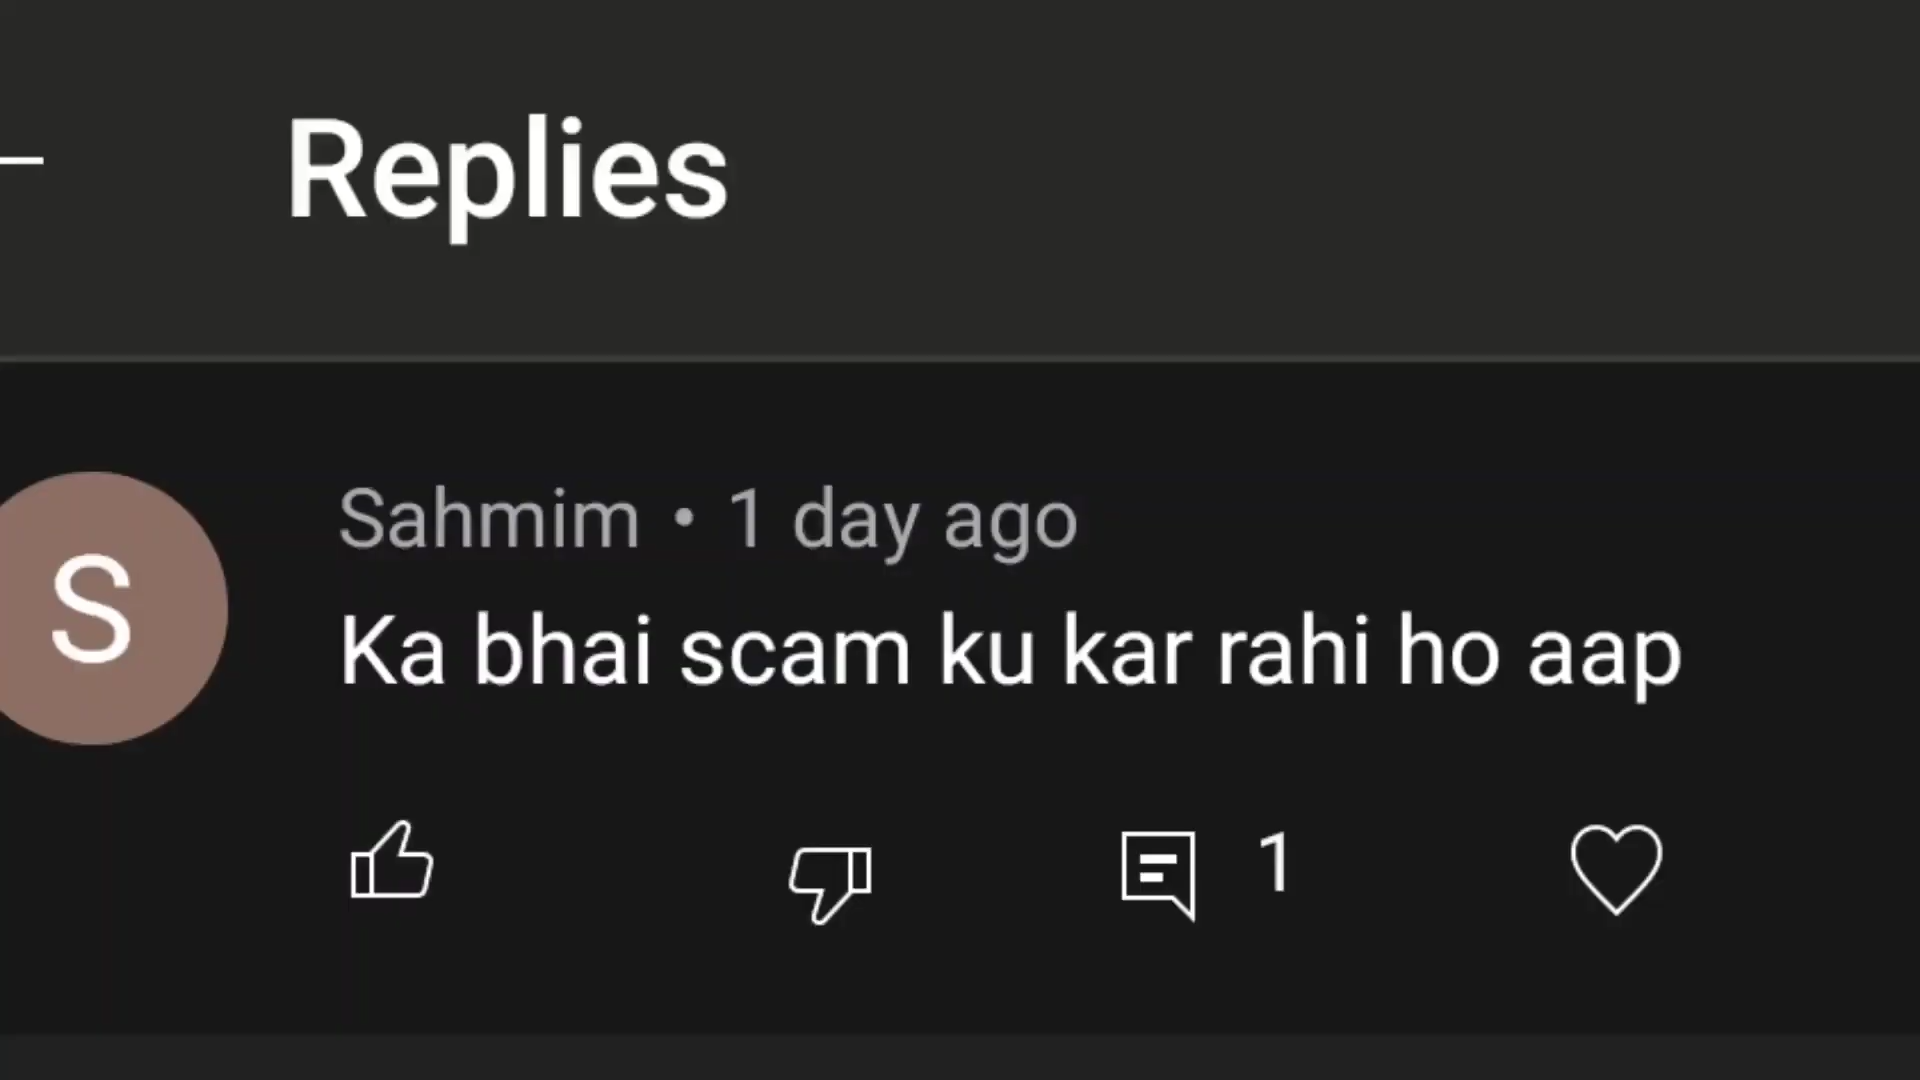 Replies
S
Sahmim • 1 day ago
Ka bhai scam ku kar rahi ho aap
1